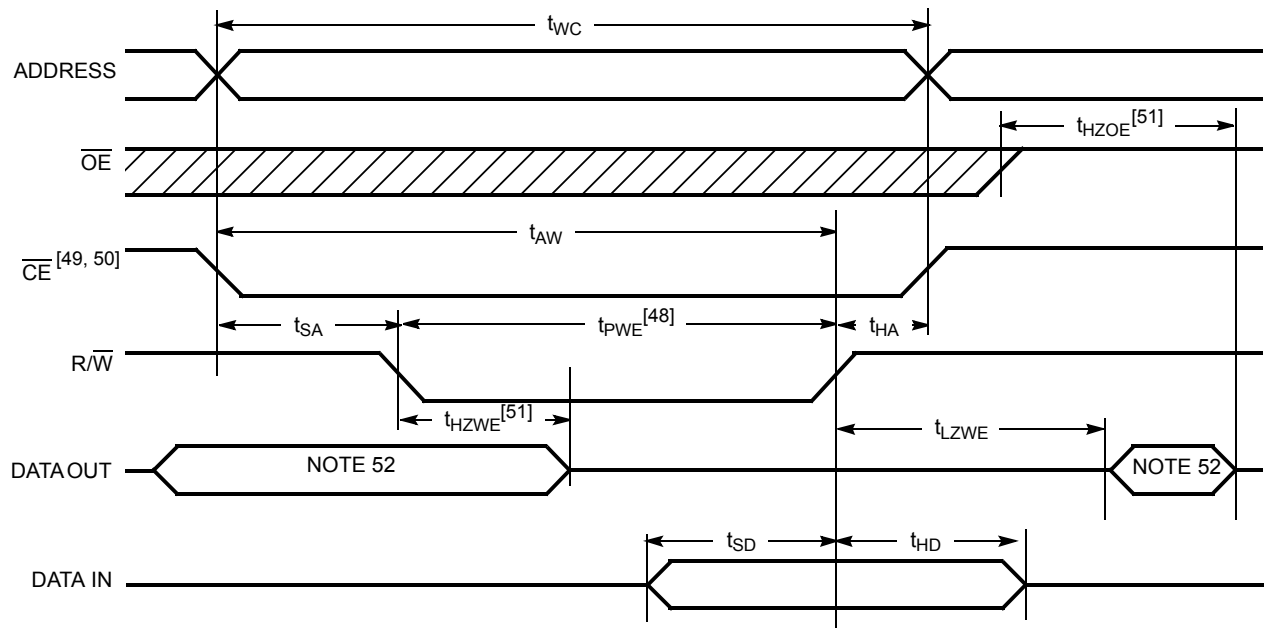 tWC
ADDRESS
tHZOE[51]
OE
tAW
CE [49, 50]
tSA
tPWE[48]
tHA
R/W
tHZWE[51]
tLZWE
DATA OUT
NOTE 52
NOTE 52
tSD
tHD
DATA IN